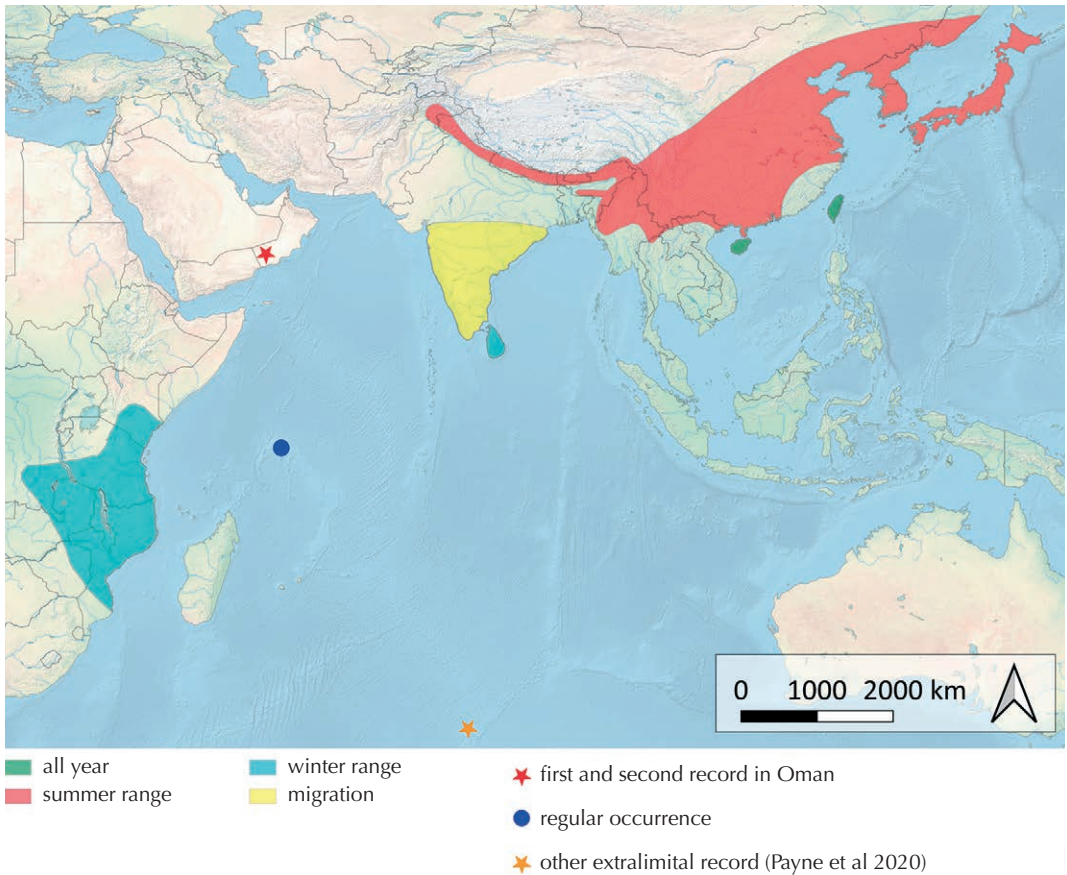 0 1000 2000 km
all year
summer range
winter range
migration
first and second record in Oman
regular occurrence
other extralimital record (Payne et al 2020)